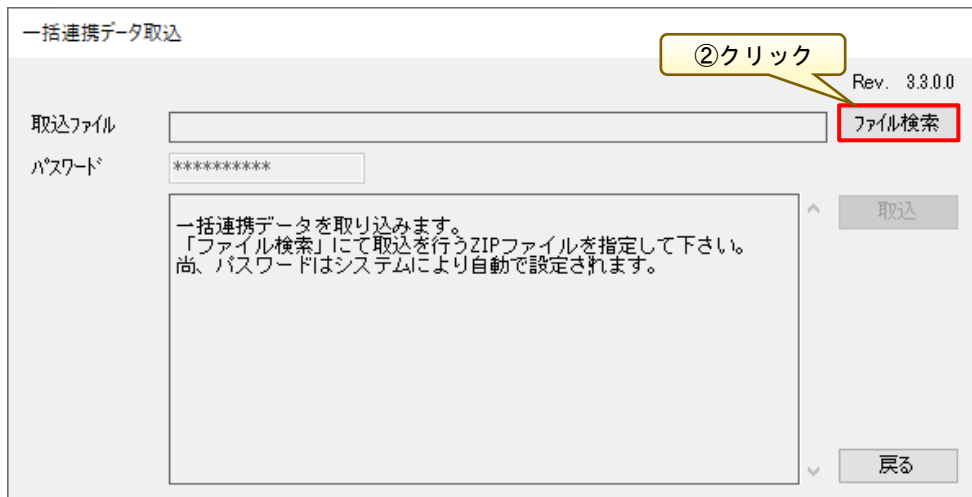 一括連携データ取込
②クリック
Rev. 3.3.0.0
取込ファイル
ファイル検索
パスワード
**********
一括連携データを取り込みます。
「ファイル検索」にて取込を行うZIPファイルを指定して下さい。
尚、パスワードはシステムにより自動で設定されます。
取込
戻る